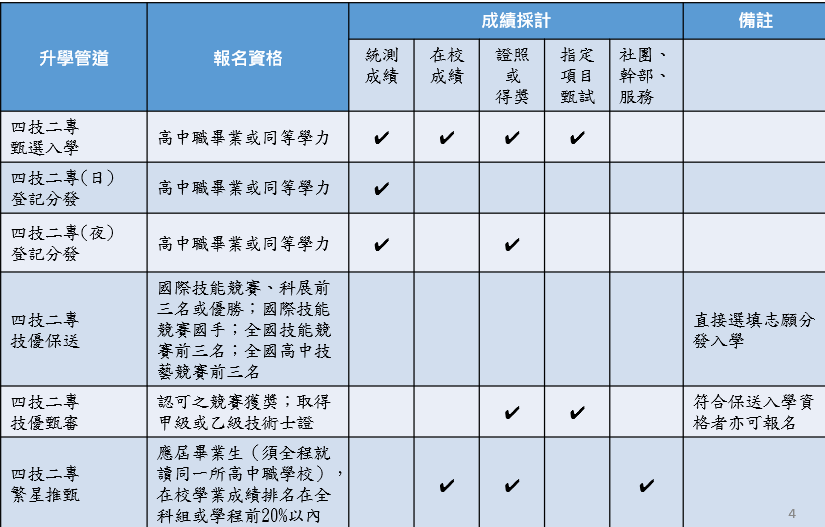 升學管道
報名資格
成績採計
備註
統測
成績
在校
成績
證照
或
得獎
指定
項目
甄試
社團、
幹部、
服務
四技二專
甄選入學
高中職畢業或同等學力
✔ ✔ ✔ ✔
四技二專(日)
登記分發
高中職畢業或同等學力
✔
四技二專(夜)
登記分發
高中職畢業或同等學力
✔ ✔
四技二專
技優保送
國際技能競賽、科展前
三名或優勝；國際技能
競賽國手；全國技能競
賽前三名；全國高中技
藝競賽前三名
直接選填志願分
發入學
四技二專
技優甄審
認可之競賽獲獎；取得
甲級或乙級技術士證
✔ ✔
符合保送入學資
格者亦可報名
四技二專
繁星推甄
應屆畢業生（須全程就
讀同一所高中職學校），
在校學業成績排名在全
科組或學程前20%以內
✔ ✔ ✔
4